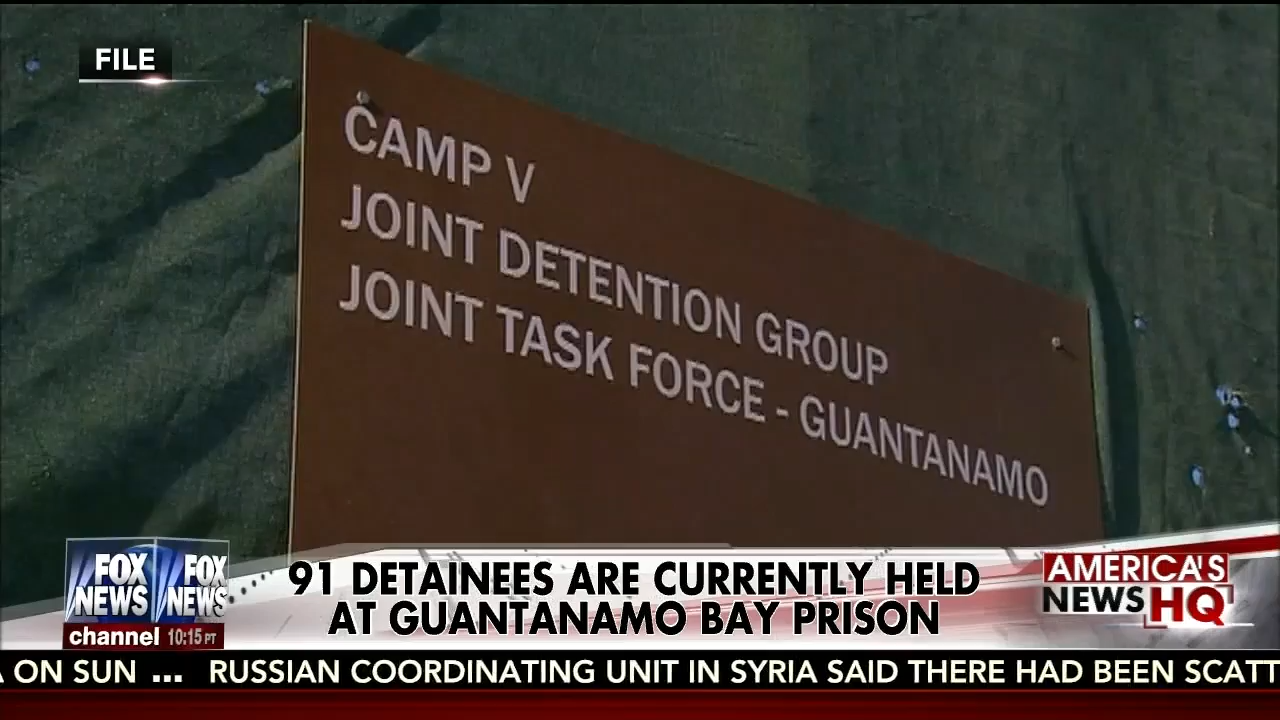 FILE
CAMP V
JOINT DETENTION GROUP
JOINT TASK FORCE - GUANTANAMO
FOX NEWS
FOX NEWS
channel 10:15 PT
91 DETAINEES ARE CURRENTLY HELD
AT GUANTANAMO BAY PRISON
AMERICA'S
NEWS HQ
ON SUN ... RUSSIAN COORDINATING UNIT IN SYRIA SAID THERE HAD BEEN